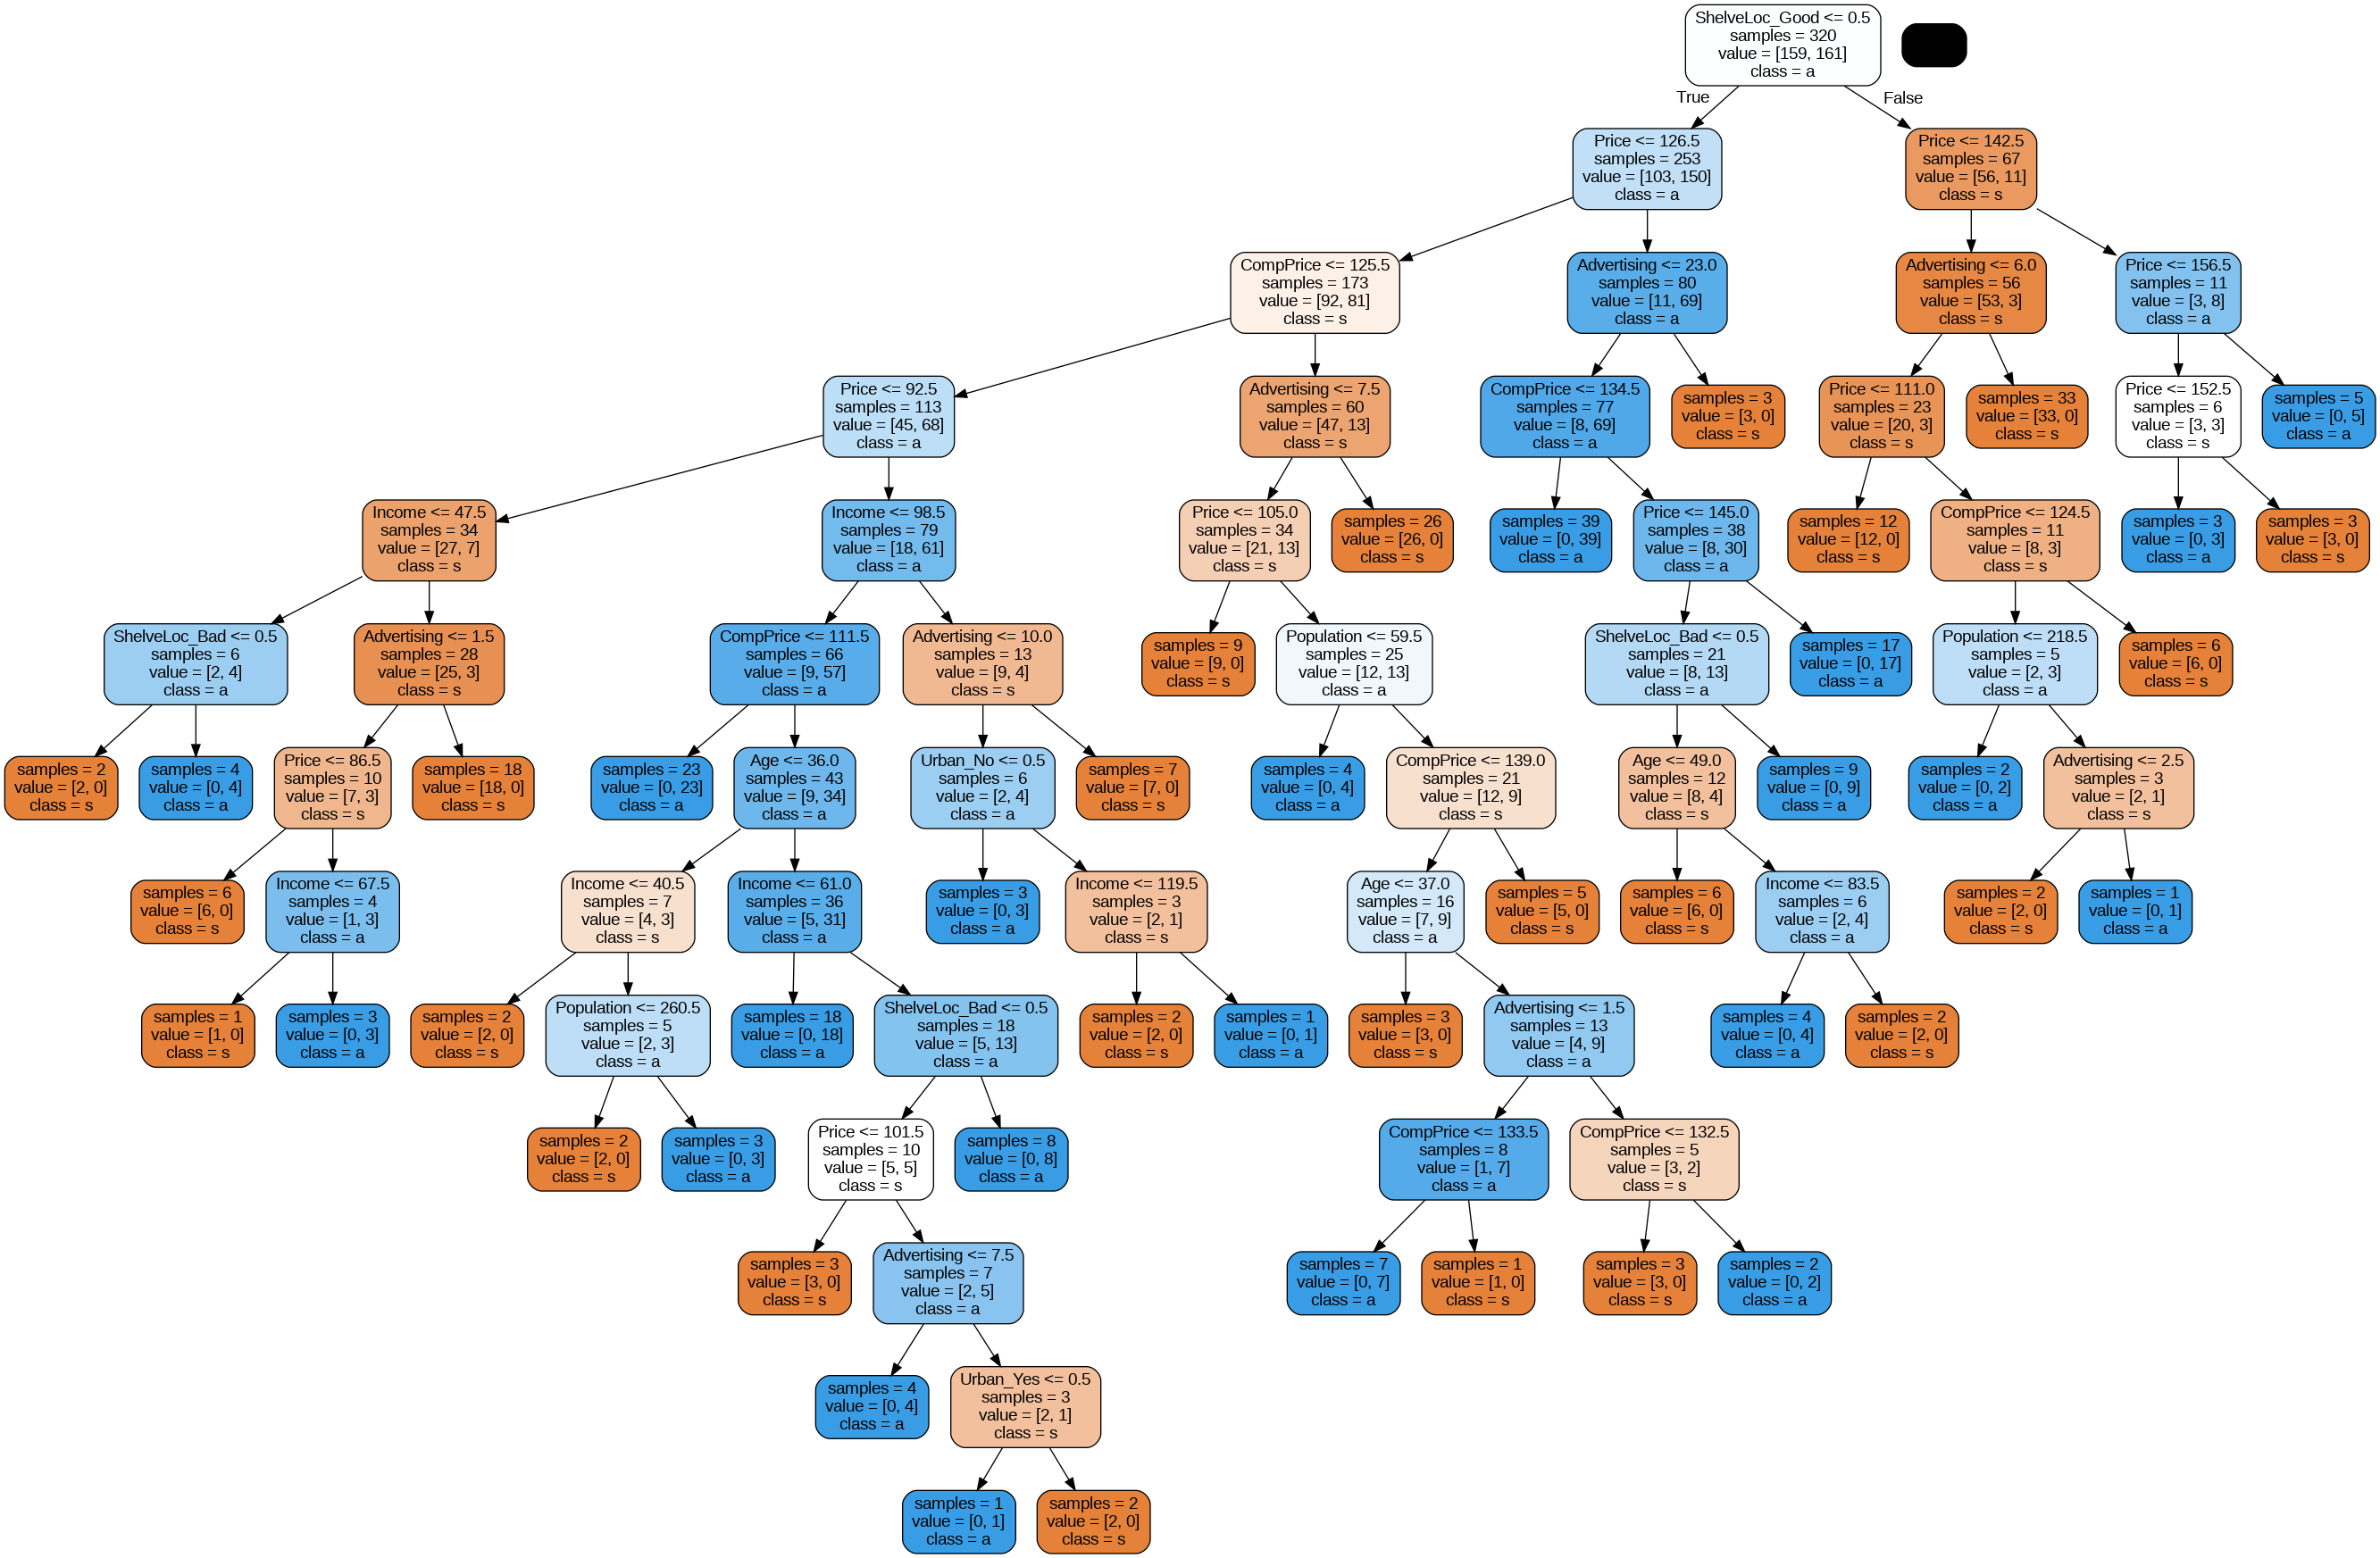 ShelveLoc_Good <= 0.5
samples = 320
value = [159, 161]
class = a
True
False
Price <= 126.5
samples = 253
value = [103, 150]
class = a
Price <= 142.5
samples = 67
value = [56, 11]
class = s
CompPrice <= 125.5
samples = 173
value = [92, 81]
class = s
Advertising <= 23.0
samples = 80
value = [11, 69]
class = a
Advertising <= 6.0
samples = 56
value = [53, 3]
class = s
Price <= 156.5
samples = 11
value = [3, 8]
class = a
Price <= 92.5
samples = 113
value = [45, 68]
class = a
Advertising <= 7.5
samples = 60
value = [47, 13]
class = s
CompPrice <= 134.5
samples = 77
value = [8, 69]
class = a
samples = 3
value = [3, 0]
class = s
Price <= 111.0
samples = 23
value = [20, 3]
class = s
samples = 33
value = [33, 0]
class = s
Price <= 152.5
samples = 6
value = [3, 3]
class = s
samples = 5
value = [0, 5]
class = a
Income <= 47.5
samples = 34
value = [27, 7]
class = s
Income <= 98.5
samples = 79
value = [18, 61]
class = a
Price <= 105.0
samples = 34
value = [21, 13]
class = s
samples = 26
value = [26, 0]
class = s
samples = 39
value = [0, 39]
class = a
Price <= 145.0
samples = 38
value = [8, 30]
class = a
samples = 12
value = [12, 0]
class = s
CompPrice <= 124.5
samples = 11
value = [8, 3]
class = s
samples = 3
value = [0, 3]
class = a
samples = 3
value = [3, 0]
class = s
ShelveLoc_Bad <= 0.5
samples = 6
value = [2, 4]
class = a
Advertising <= 1.5
samples = 28
value = [25, 3]
class = s
CompPrice <= 111.5
samples = 66
value = [9, 57]
class = a
Advertising <= 10.0
samples = 13
value = [9, 4]
class = s
samples = 9
value = [9, 0]
class = s
Population <= 59.5
samples = 25
value = [12, 13]
class = a
ShelveLoc_Bad <= 0.5
samples = 21
value = [8, 13]
class = a
samples = 17
value = [0, 17]
class = a
Population <= 218.5
samples = 5
value = [2, 3]
class = a
samples = 6
value = [6, 0]
class = s
samples = 2
value = [2, 0]
class = s
samples = 4
value = [0, 4]
class = a
Price <= 86.5
samples = 10
value = [7, 3]
class = s
samples = 18
value = [18, 0]
class = s
samples = 23
value = [0, 23]
class = a
Age <= 36.0
samples = 43
value = [9, 34]
class = a
Urban_No <= 0.5
samples = 6
value = [2, 4]
class = a
samples = 7
value = [7, 0]
class = s
samples = 4
value = [0, 4]
class = a
CompPrice <= 139.0
samples = 21
value = [12, 9]
class = s
Age <= 49.0
samples = 12
value = [8, 4]
class = s
samples = 9
value = [0, 9]
class = a
samples = 2
value = [0, 2]
class = a
Advertising <= 2.5
samples = 3
value = [2, 1]
class = s
samples = 6
value = [6, 0]
class = s
Income <= 67.5
samples = 4
value = [1, 3]
class = a
Income <= 40.5
samples = 7
value = [4, 3]
class = s
Income <= 61.0
samples = 36
value = [5, 31]
class = a
samples = 3
value = [0, 3]
class = a
Income <= 119.5
samples = 3
value = [2, 1]
class = s
Age <= 37.0
samples = 16
value = [7, 9]
class = a
samples = 5
value = [5, 0]
class = s
samples = 6
value = [6, 0]
class = s
Income <= 83.5
samples = 6
value = [2, 4]
class = a
samples = 2
value = [2, 0]
class = s
samples = 1
value = [0, 1]
class = a
samples = 1
value = [1, 0]
class = s
samples = 3
value = [0, 3]
class = a
samples = 2
value = [2, 0]
class = s
Population <= 260.5
samples = 5
value = [2, 3]
class = a
samples = 18
value = [0, 18]
class = a
ShelveLoc_Bad <= 0.5
samples = 18
value = [5, 13]
class = a
samples = 2
value = [2, 0]
class = s
samples = 1
value = [0, 1]
class = a
samples = 3
value = [3, 0]
class = s
Advertising <= 1.5
samples = 13
value = [4, 9]
class = a
samples = 4
value = [0, 4]
class = a
samples = 2
value = [2, 0]
class = s
samples = 2
value = [2, 0]
class = s
samples = 3
value = [0, 3]
class = a
Price <= 101.5
samples = 10
value = [5, 5]
class = s
samples = 8
value = [0, 8]
class = a
CompPrice <= 133.5
samples = 8
value = [1, 7]
class = a
CompPrice <= 132.5
samples = 5
value = [3, 2]
class = s
samples = 3
value = [3, 0]
class = s
Advertising <= 7.5
samples = 7
value = [2, 5]
class = a
samples = 7
value = [0, 7]
class = a
samples = 1
value = [1, 0]
class = s
samples = 3
value = [3, 0]
class = s
samples = 2
value = [0, 2]
class = a
samples = 4
value = [0, 4]
class = a
Urban_Yes <= 0.5
samples = 3
value = [2, 1]
class = s
samples = 1
value = [0, 1]
class = a
samples = 2
value = [2, 0]
class = s